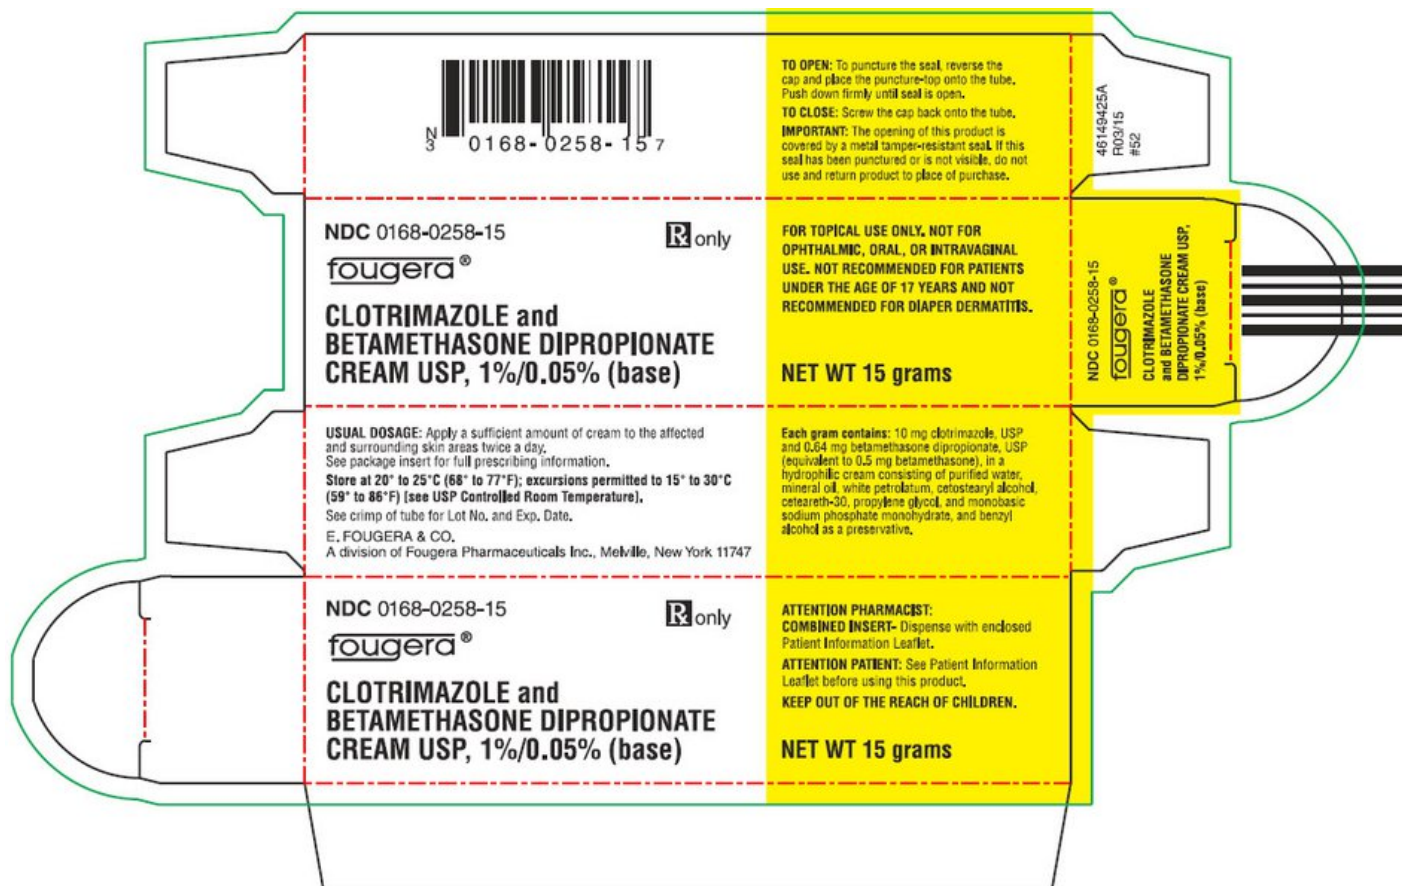 N
3 0168-0258-15 7
TO OPEN: To puncture the seal, reverse the
cap and place the puncture-top onto the tube.
Push down firmly until seal is open.
TO CLOSE: Screw the cap back onto the tube.
IMPORTANT: The opening of this product is
covered by a metal tamper-resistant seal. If this
seal has been punctured or is not visible, do not
use and return product to place of purchase.
46149425A
R03/15
#52
NDC 0168-0258-15
Rx only
fougera®
CLOTRIMAZOLE and
BETAMETHASONE DIPROPIONATE
CREAM USP, 1%/0.05% (base)
FOR TOPICAL USE ONLY. NOT FOR
OPHTHALMIC, ORAL, OR INTRAVAGINAL
USE. NOT RECOMMENDED FOR PATIENTS
UNDER THE AGE OF 17 YEARS AND NOT
RECOMMENDED FOR DIAPER DERMATITIS.
NET WT 15 grams
NDC 0168-0258-15
fougera®
CLOTRIMAZOLE
and BETAMETHASONE
DIPROPIONATE CREAM USP,
1%/0.05% (base)
USUAL DOSAGE: Apply a sufficient amount of cream to the affected
and surrounding skin areas twice a day.
See package insert for full prescribing information.
Store at 20° to 25°C (68° to 77°F); excursions permitted to 15° to 30°C
(59° to 86°F) [see USP Controlled Room Temperature].
See crimp of tube for Lot No. and Exp. Date.
E. FOUGERA & CO.
A division of Fougera Pharmaceuticals Inc., Melville, New York 11747
Each gram contains: 10 mg clotrimazole, USP
and 0.64 mg betamethasone dipropionate, USP
(equivalent to 0.5 mg betamethasone), in a
hydrophilic cream consisting of purified water,
mineral oil, white petrolatum, cetostearyl alcohol,
ceteareth-30, propylene glycol, and monobasic
sodium phosphate monohydrate, and benzyl
alcohol as a preservative.
NDC 0168-0258-15
Rx only
fougera®
CLOTRIMAZOLE and
BETAMETHASONE DIPROPIONATE
CREAM USP, 1%/0.05% (base)
ATTENTION PHARMACIST:
COMBINED INSERT- Dispense with enclosed
Patient Information Leaflet.
ATTENTION PATIENT: See Patient Information
Leaflet before using this product.
KEEP OUT OF THE REACH OF CHILDREN.
NET WT 15 grams